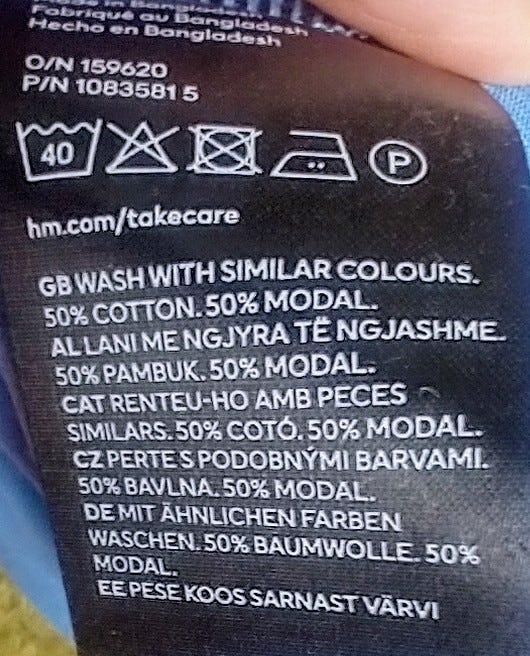 Fabriqué au Bangladesh
Hecho en Bangladesh
O/N 159620
P/N 1083581 5
40
P
hm.com/takecare
GB WASH WITH SIMILAR COLOURS.
50% COTTON. 50% MODAL.
AL LANI ME NGJYRA TË NGJASHME.
50% PAMBUK. 50% MODAL.
CAT RENTEU-HO AMB PECES
SIMILARS. 50% COTÓ. 50% MODAL.
CZ PERTE S PODOBNÝMI BARVAMI.
50% BAVLNA. 50% MODAL.
DE MIT ÄHNLICHEN FARBEN
WASCHEN. 50% BAUMWOLLE. 50%
MODAL.
EE PESE KOOS SARNAST VÄRVI